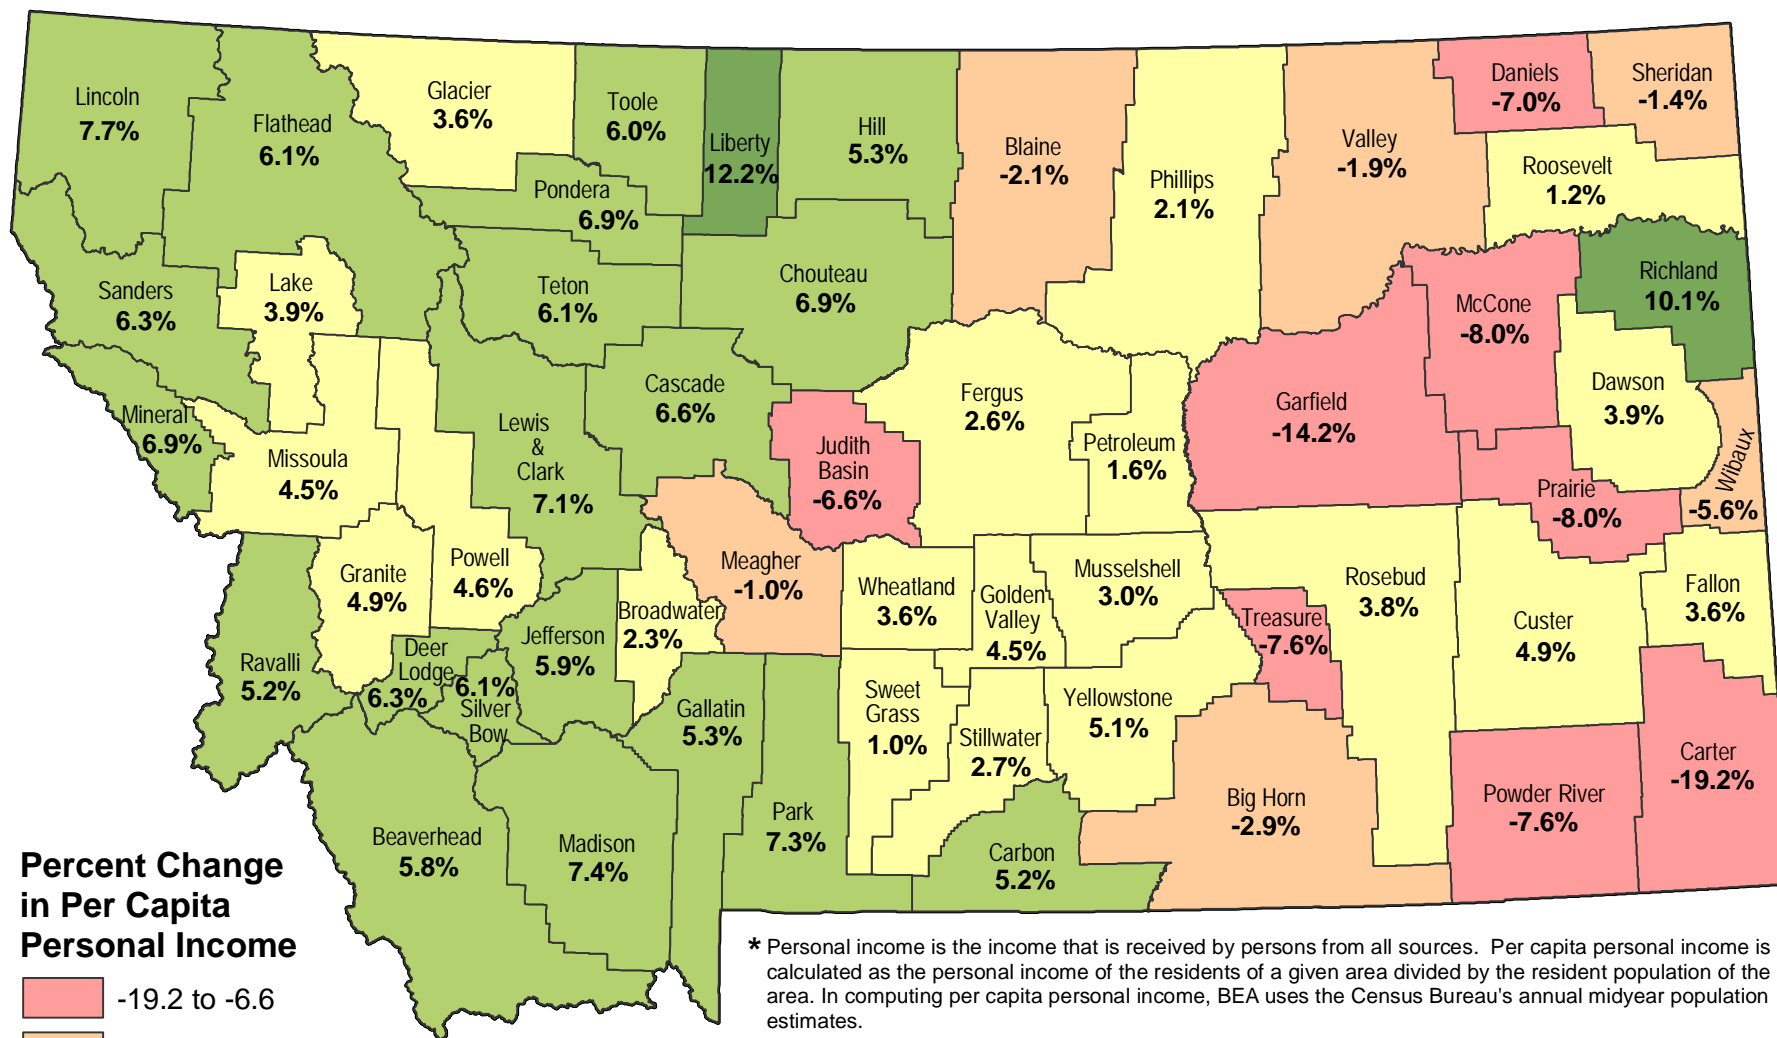 Lincoln
7.7%
Flathead
6.1%
Glacier
3.6%
Toole
6.0%
Liberty
12.2%
Hill
5.3%
Blaine
-2.1%
Phillips
2.1%
Valley
-1.9%
Daniels
-7.0%
Sheridan
-1.4%
Roosevelt
1.2%
Pondera
6.9%
Sanders
6.3%
Lake
3.9%
Teton
6.1%
Chouteau
6.9%
McCone
-8.0%
Richland
10.1%
Mineral
6.9%
Missoula
4.5%
Lewis
&
Clark
7.1%
Cascade
6.6%
Judith
Basin
-6.6%
Fergus
2.6%
Petroleum
1.6%
Garfield
-14.2%
Dawson
3.9%
Prairie
-8.0%
Wibaux
-5.6%
Granite
4.9%
Powell
4.6%
Broadwater
2.3%
Meagher
-1.0%
Wheatland
3.6%
Golden
Valley
4.5%
Musselshell
3.0%
Treasure
-7.6%
Rosebud
3.8%
Custer
4.9%
Fallon
3.6%
Ravalli
5.2%
Deer
Lodge
6.3%
6.1%
Silver
Bow
Jefferson
5.9%
Gallatin
5.3%
Sweet
Grass
1.0%
Stillwater
2.7%
Yellowstone
5.1%
Carter
-19.2%
Beaverhead
5.8%
Madison
7.4%
Park
7.3%
Carbon
5.2%
Big Horn
-2.9%
Powder River
-7.6%
Percent Change
in Per Capita
Personal Income
-19.2 to -6.6
* Personal income is the income that is received by persons from all sources. Per capita personal income is
calculated as the personal income of the residents of a given area divided by the resident population of the
area. In computing per capita personal income, BEA uses the Census Bureau's annual midyear population
estimates.